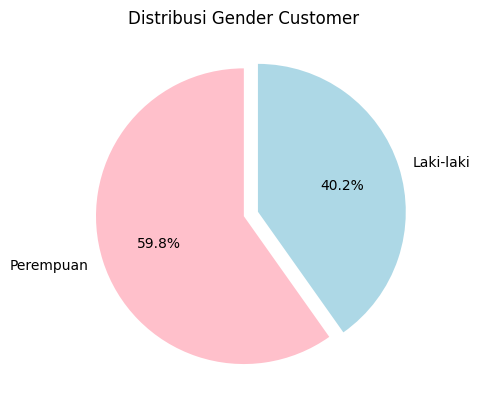 Distribusi Gender Customer
Laki-laki
40.2%
59.8%
Perempuan